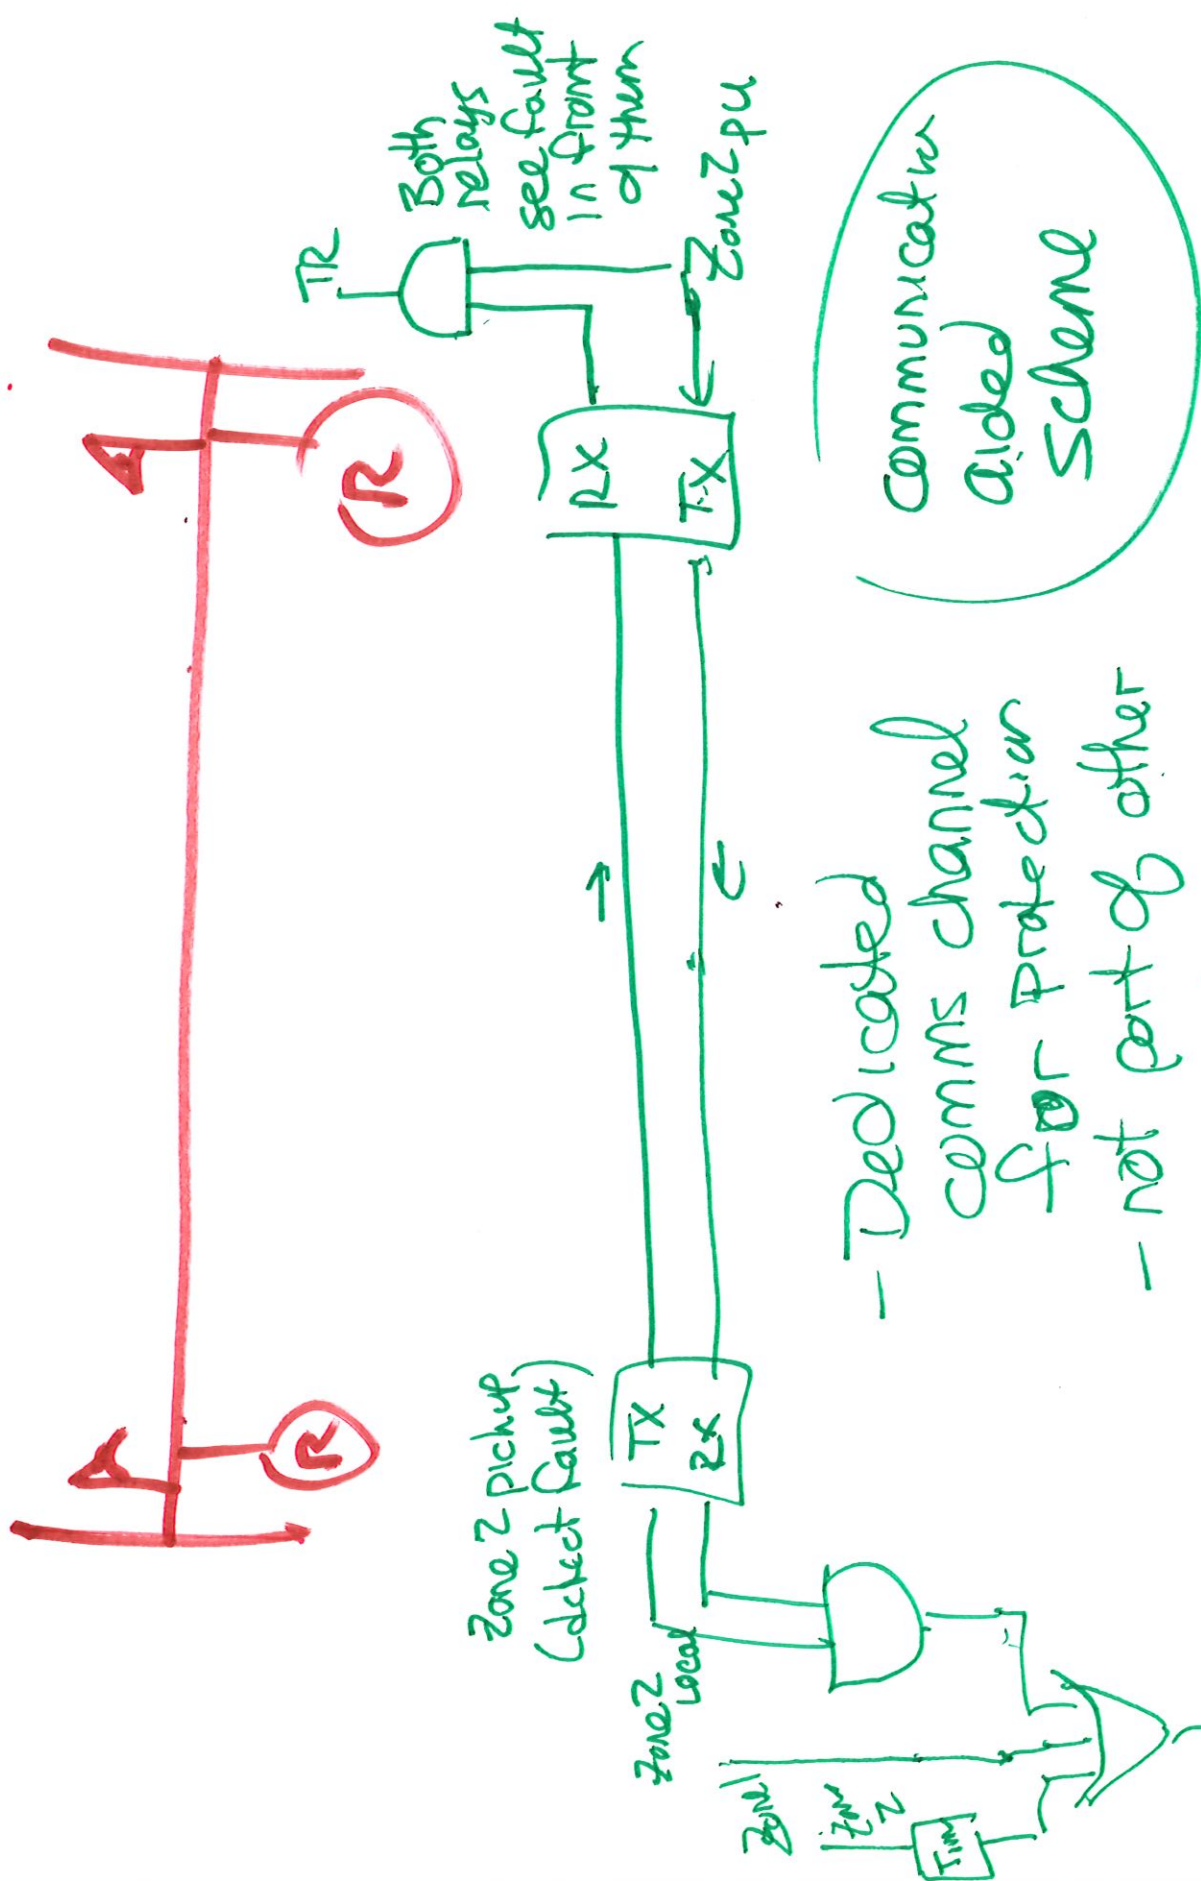 R
R
TR
Both
relays
see fault
in front
of them
Zone 2 pickup
(detect fault)
TX
RX
RX
TX
Zone 2 pu
Zone 2
Local
Zone 1
Zone
2
Tim
- Dedicated
comms channel
for protection
- not part of other
communication
aided
scheme